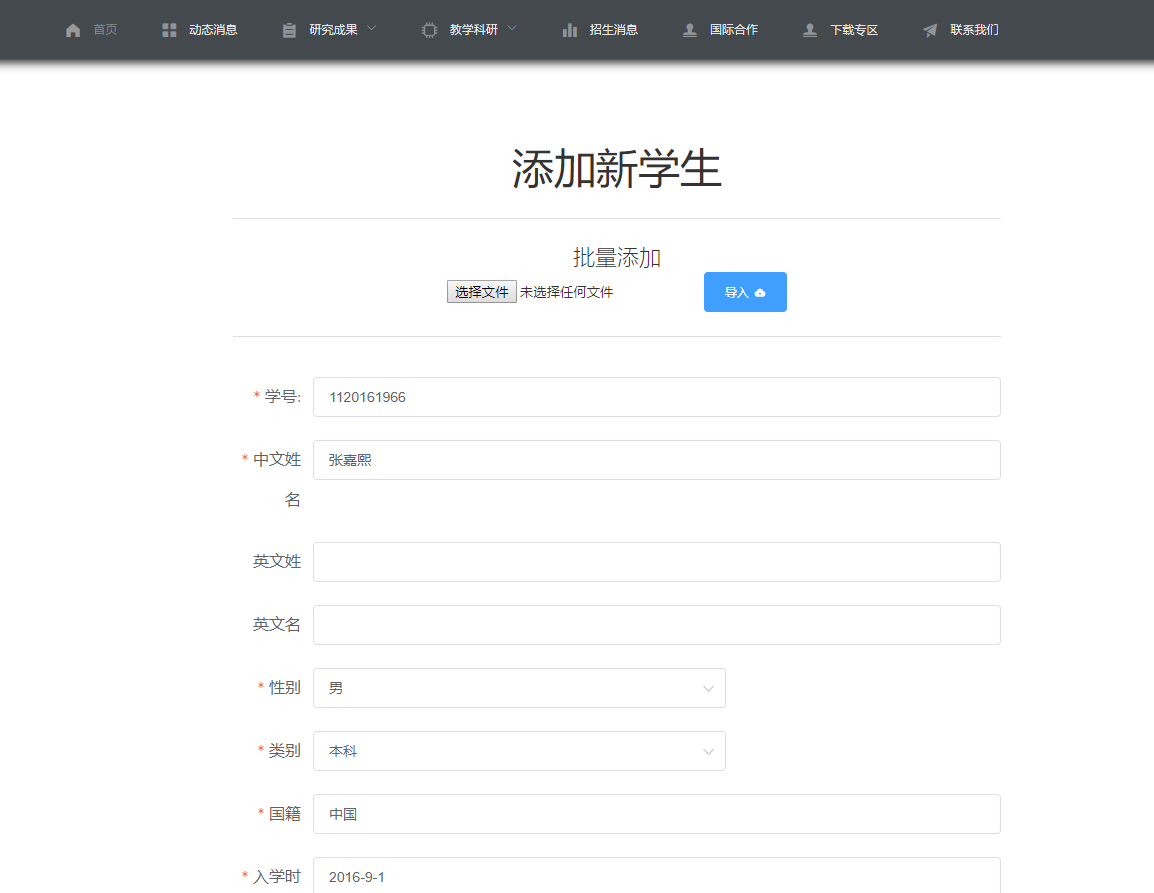 首页 动态消息 研究成果 教学科研 招生消息 国际合作 下载专区 联系我们
添加新学生
批量添加
选择文件 未选择任何文件 导入
* 学号: 1120161966
* 中文姓 张嘉熙
名
英文姓
英文名
* 性别 男
* 类别 本科
* 国籍 中国
* 入学时 2016-9-1